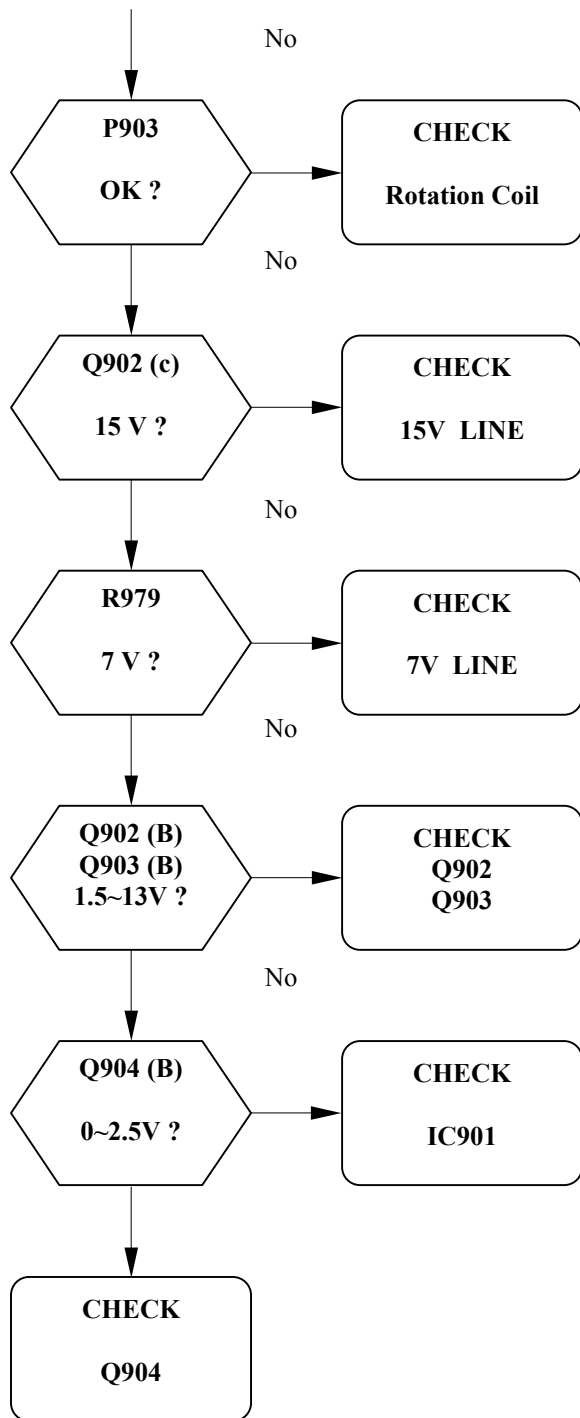 No
P903
OK ?
CHECK
Rotation Coil
No
Q902 (c)
15 V ?
CHECK
15V LINE
No
R979
7 V ?
CHECK
7V LINE
No
Q902 (B)
Q903 (B)
1.5~13V ?
CHECK
Q902
Q903
No
Q904 (B)
0~2.5V ?
CHECK
IC901
CHECK
Q904